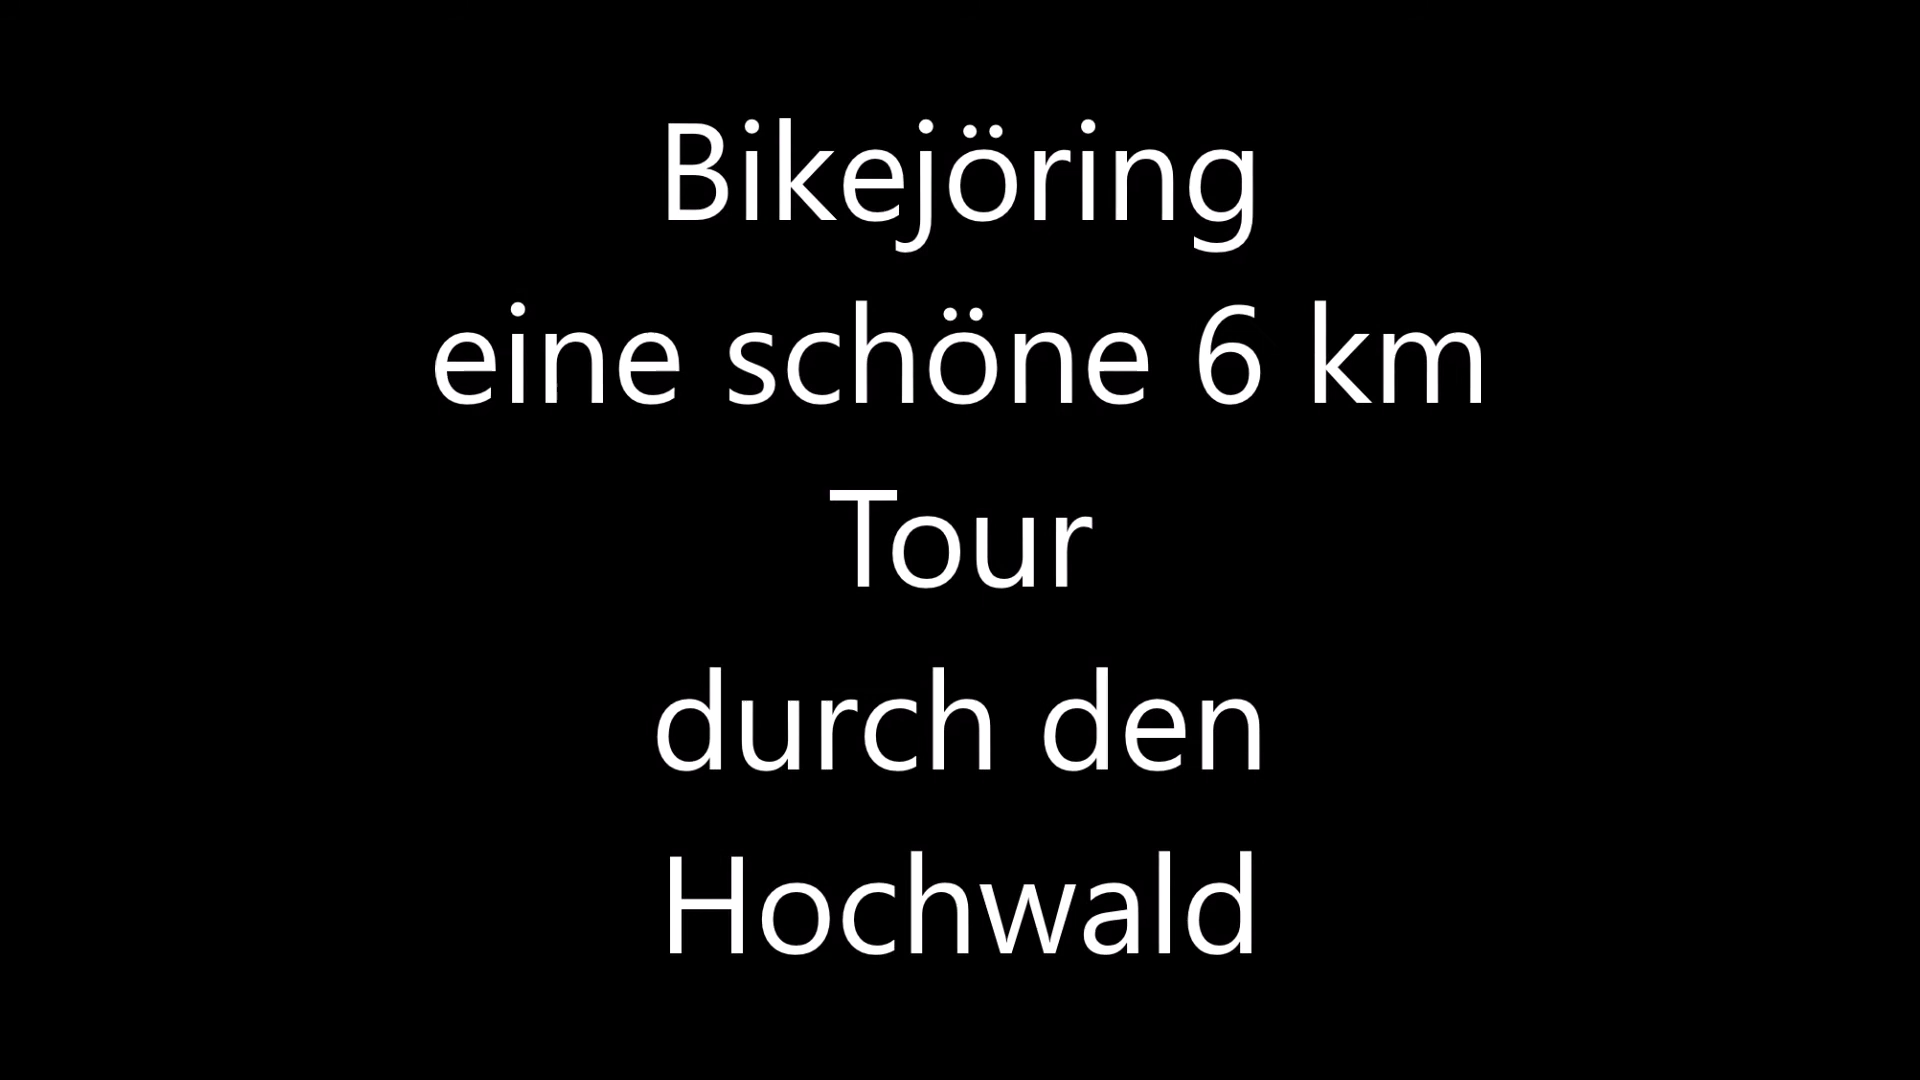 Bikejöring
eine schöne 6 km
Tour
durch den
Hochwald